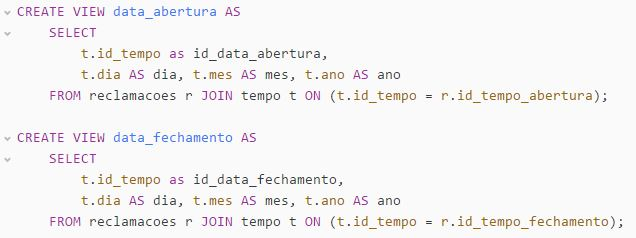 CREATE VIEW data_abertura AS
SELECT
t.id_tempo as id_data_abertura,
t.dia AS dia, t.mes AS mes, t.ano AS ano
FROM reclamacoes r JOIN tempo t ON (t.id_tempo = r.id_tempo_abertura);
CREATE VIEW data_fechamento AS
SELECT
t.id_tempo as id_data_fechamento,
t.dia AS dia, t.mes AS mes, t.ano AS ano
FROM reclamacoes r JOIN tempo t ON (t.id_tempo = r.id_tempo_fechamento);